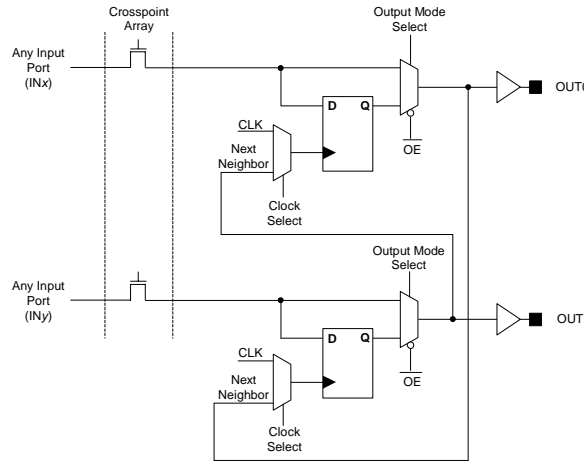 Crosspoint
Array
Output Mode
Select
Any Input
Port
(INx)
D Q
OUT0
CLK
Next
Neighbor
OE
Clock
Select
Output Mode
Select
Any Input
Port
(INy)
D Q
OUT
CLK
Next
Neighbor
OE
Clock
Select